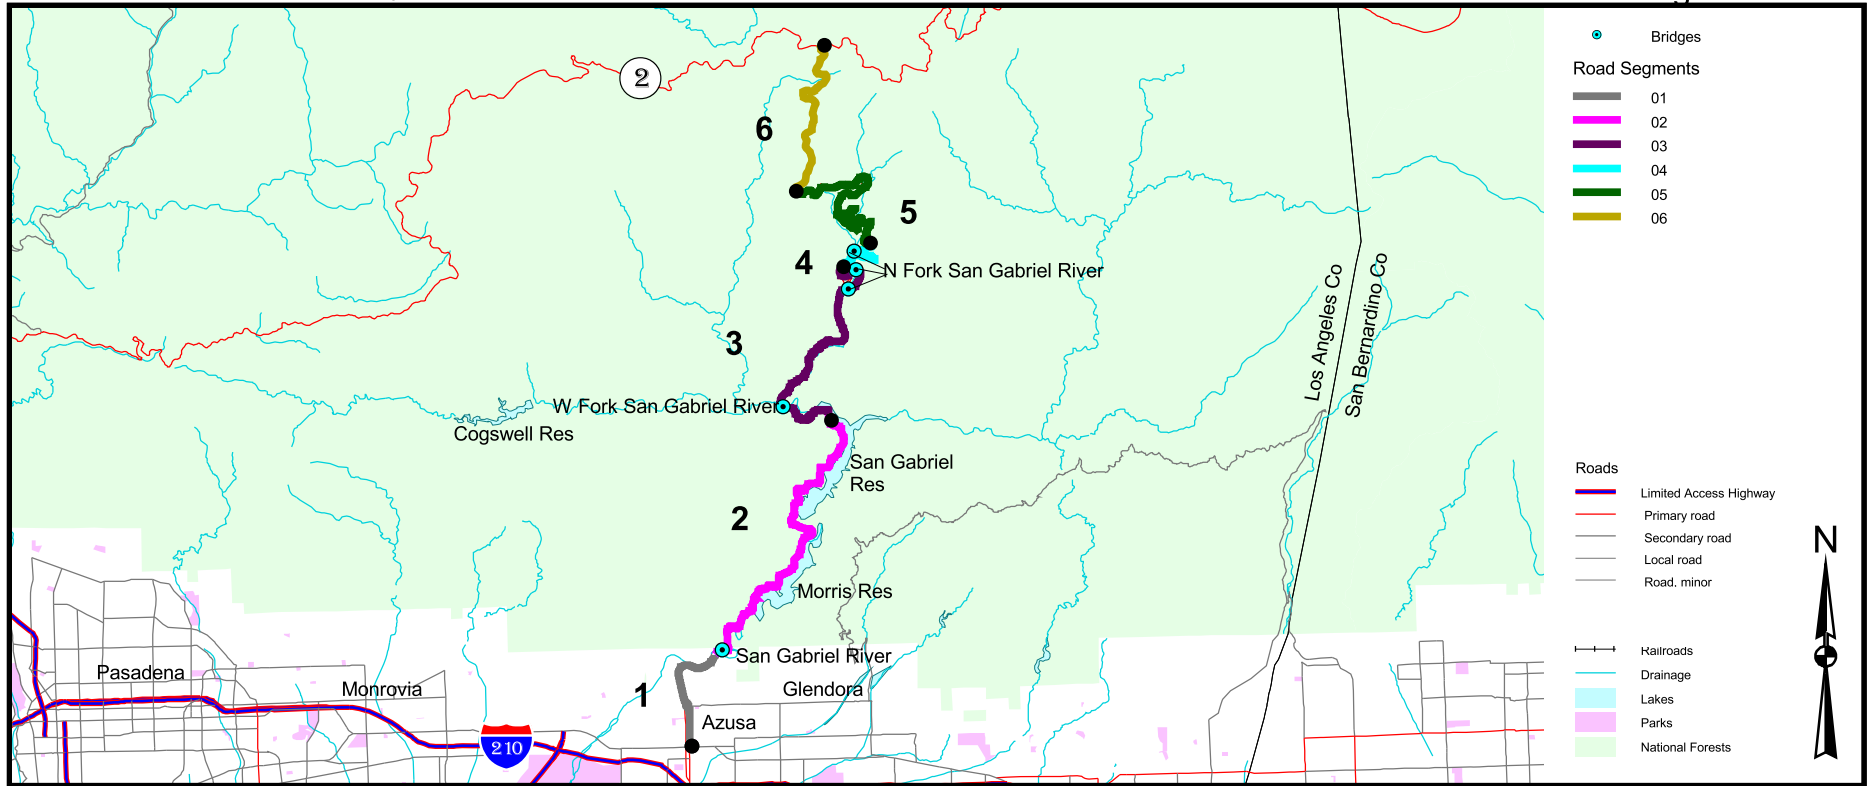 2
6
5
4
N Fork San Gabriel River
3
W Fork San Gabriel River
Cogswell Res
San Gabriel
Res
2
Morris Res
San Gabriel River
1
Pasadena
Monrovia
Glendora
Azusa
210
Los Angeles Co
San Bernardino Co
Bridges
Road Segments
01
02
03
04
05
06
Roads
Limited Access Highway
Primary road
Secondary road
Local road
Road, minor
Railroads
Drainage
Lakes
Parks
National Forests
N